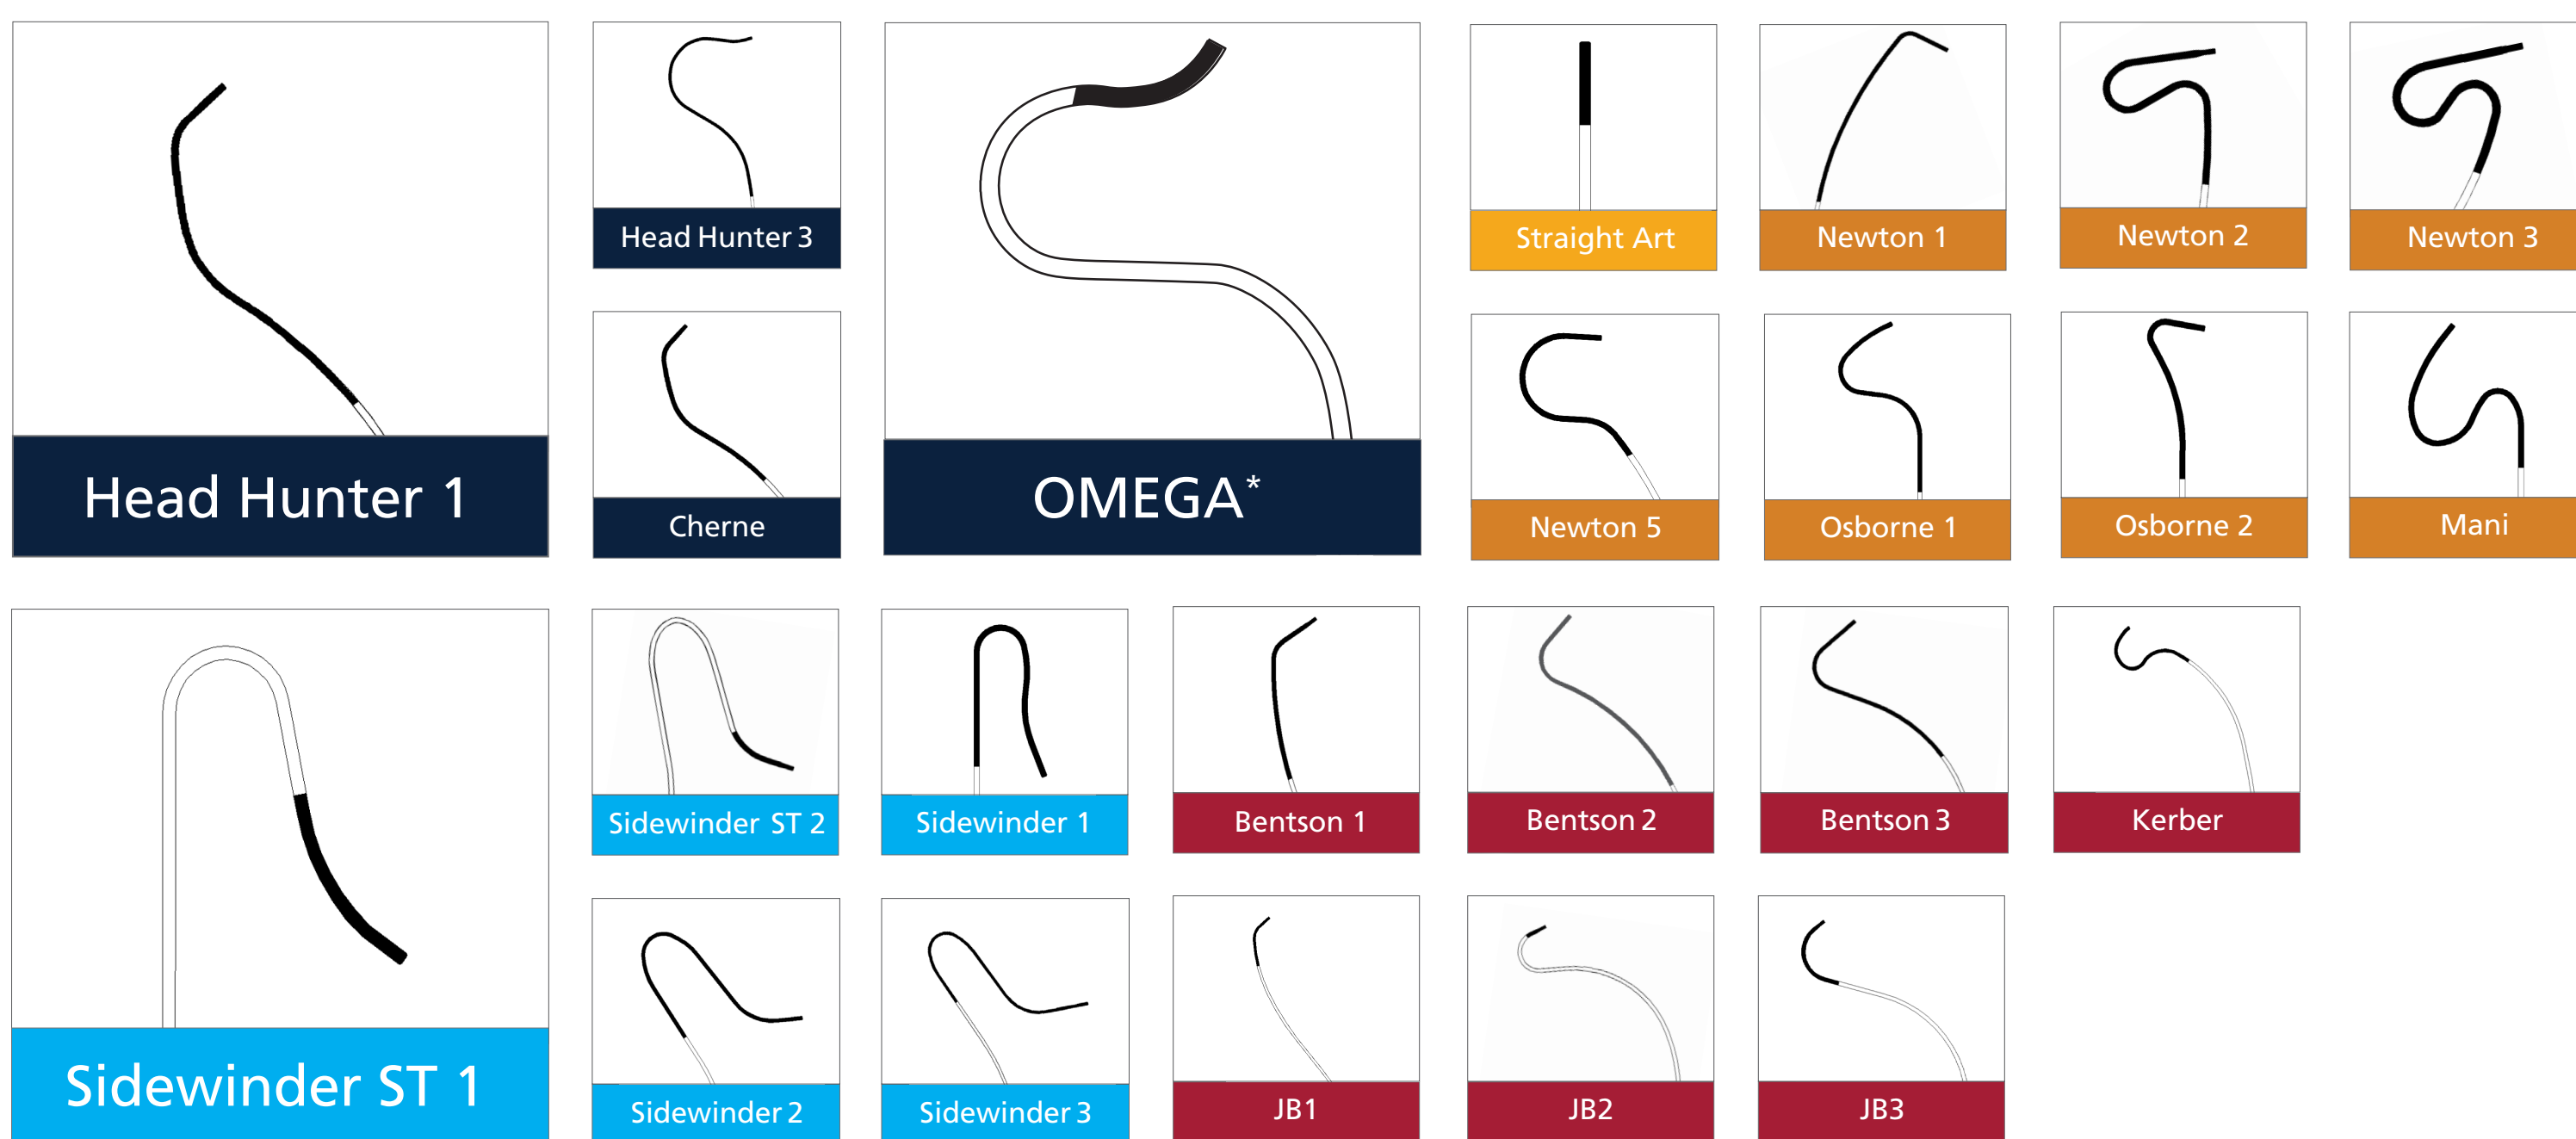 Head Hunter 1
Head Hunter 3
Cherne
OMEGA*
Straight Art
Newton 1
Newton 2
Newton 3
Newton 5
Osborne 1
Osborne 2
Mani
Sidewinder ST 1
Sidewinder ST 2
Sidewinder 1
Bentson 1
Bentson 2
Bentson 3
Kerber
Sidewinder 2
Sidewinder 3
JB1
JB2
JB3